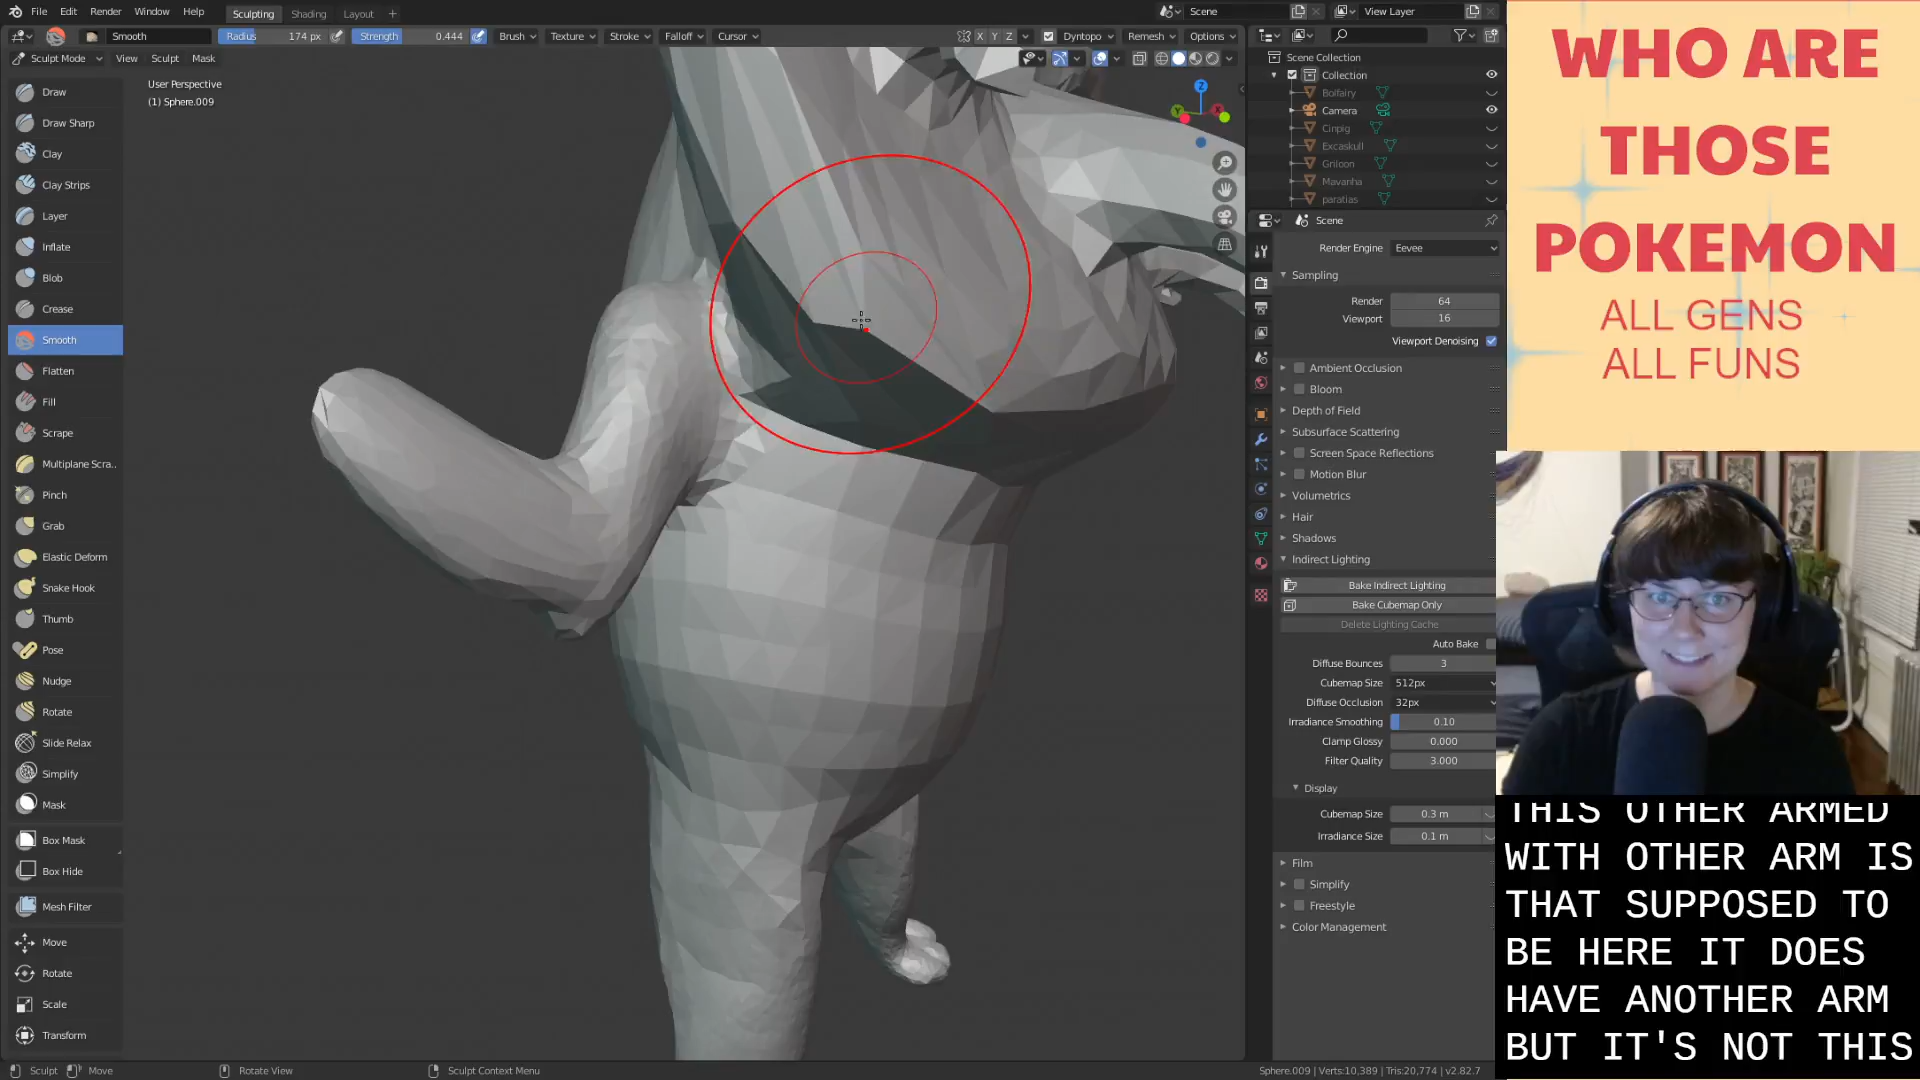 File Edit Render Window Help Sculpting Shading Layout + Scene View Layer
Smooth Radius 174 px Strength 0.444 Brush Texture Stroke Falloff Cursor X Y Z Dyntopo Remesh Options
Sculpt Mode View Sculpt Mask
User Perspective
(1) Sphere.009
Draw
Draw Sharp
Clay
Clay Strips
Layer
Inflate
Blob
Crease
Smooth
Flatten
Fill
Scrape
Multiplane Scra..
Pinch
Grab
Elastic Deform
Snake Hook
Thumb
Pose
Nudge
Rotate
Slide Relax
Simplify
Mask
Box Mask
Box Hide
Mesh Filter
Move
Rotate
Scale
Transform
Z
Scene Collection
Collection
Bolfairy
Camera
Cinpig
Excaskull
Griloon
Mavanha
paratias
Scene
Render Engine Eevee
Sampling
Render 64
Viewport 16
Viewport Denoising
Ambient Occlusion
Bloom
Depth of Field
Subsurface Scattering
Screen Space Reflections
Motion Blur
Volumetrics
Hair
Shadows
Indirect Lighting
Bake Indirect Lighting
Bake Cubemap Only
Delete Lighting Cache
Auto Bake
Diffuse Bounces 3
Cubemap Size 512px
Diffuse Occlusion 32px
Irradiance Smoothing 0.10
Clamp Glossy 0.000
Filter Quality 3.000
Display
Cubemap Size 0.3 m
Irradiance Size 0.1 m
Film
Simplify
Freestyle
Color Management
WHO ARE
THOSE
POKEMON
ALL GENS
ALL FUNS
THIS OTHER ARMED
WITH OTHER ARM IS
THAT SUPPOSED TO
BE HERE IT DOES
HAVE ANOTHER ARM
BUT IT'S NOT THIS
Sculpt Move Rotate View Sculpt Context Menu Sphere.009 | Verts:10,389 | Tris:20,774 | v2.82.7